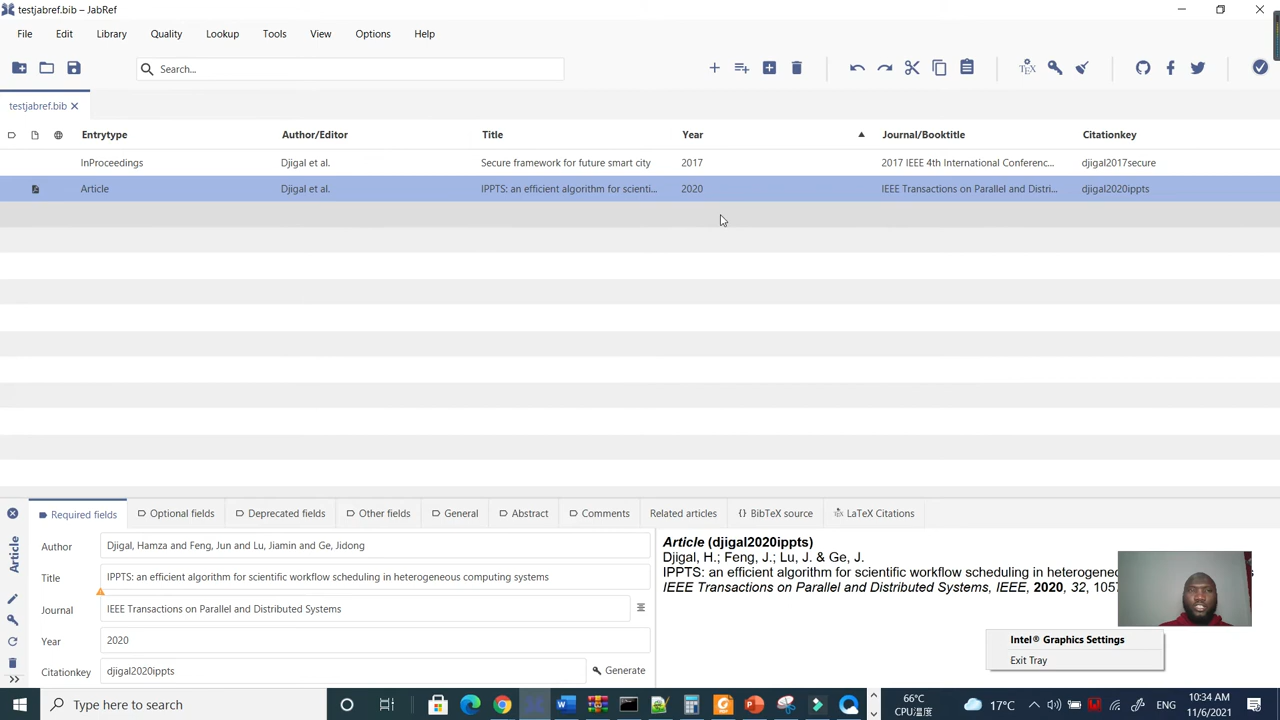 testjabref.bib – JabRef
File Edit Library Quality Lookup Tools View Options Help
Search...
testjabref.bib
Entrytype Author/Editor Title Year Journal/Booktitle Citationkey
InProceedings Djigal et al. Secure framework for future smart city 2017 2017 IEEE 4th International Conferenc... djigal2017secure
Article Djigal et al. IPPTS: an efficient algorithm for scienti... 2020 IEEE Transactions on Parallel and Distri... djigal2020ippts
Required fields Optional fields Deprecated fields Other fields General Abstract Comments Related articles BibTeX source LaTeX Citations
Article
Author Djigal, Hamza and Feng, Jun and Lu, Jiamin and Ge, Jidong
Title IPPTS: an efficient algorithm for scientific workflow scheduling in heterogeneous computing systems
Journal IEEE Transactions on Parallel and Distributed Systems
Year 2020
Citationkey djigal2020ippts Generate
Article (djigal2020ippts)
Djigal, H.; Feng, J.; Lu, J. & Ge, J.
IPPTS: an efficient algorithm for scientific workflow scheduling in heterogene
IEEE Transactions on Parallel and Distributed Systems, IEEE, 2020, 32, 1057
Intel® Graphics Settings
Exit Tray
Type here to search
66°C
CPU温度
17°C
ENG
10:34 AM
11/6/2021